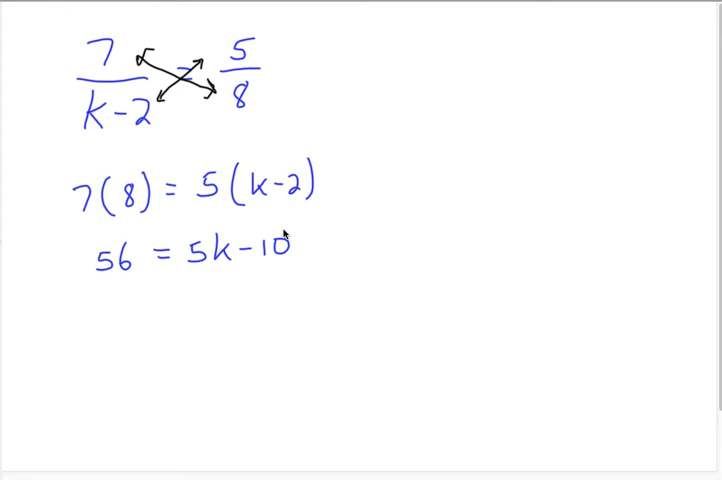 7/(k-2) = 5/8
7(8) = 5(k-2)
56 = 5k-10